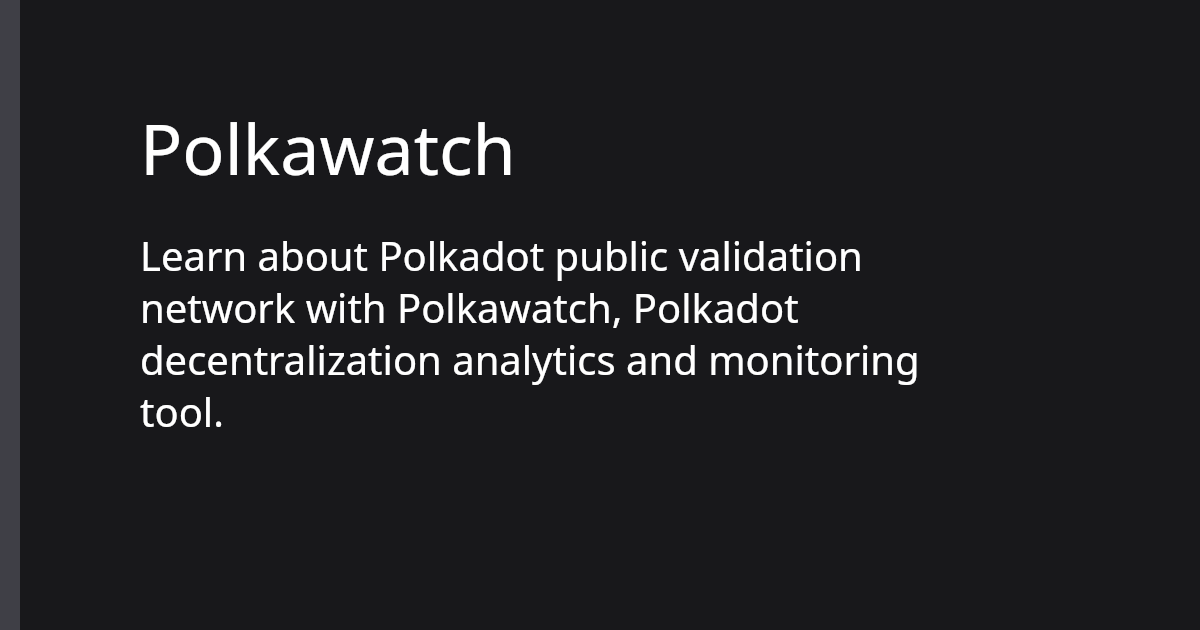 Polkawatch
Learn about Polkadot public validation
network with Polkawatch, Polkadot
decentralization analytics and monitoring
tool.